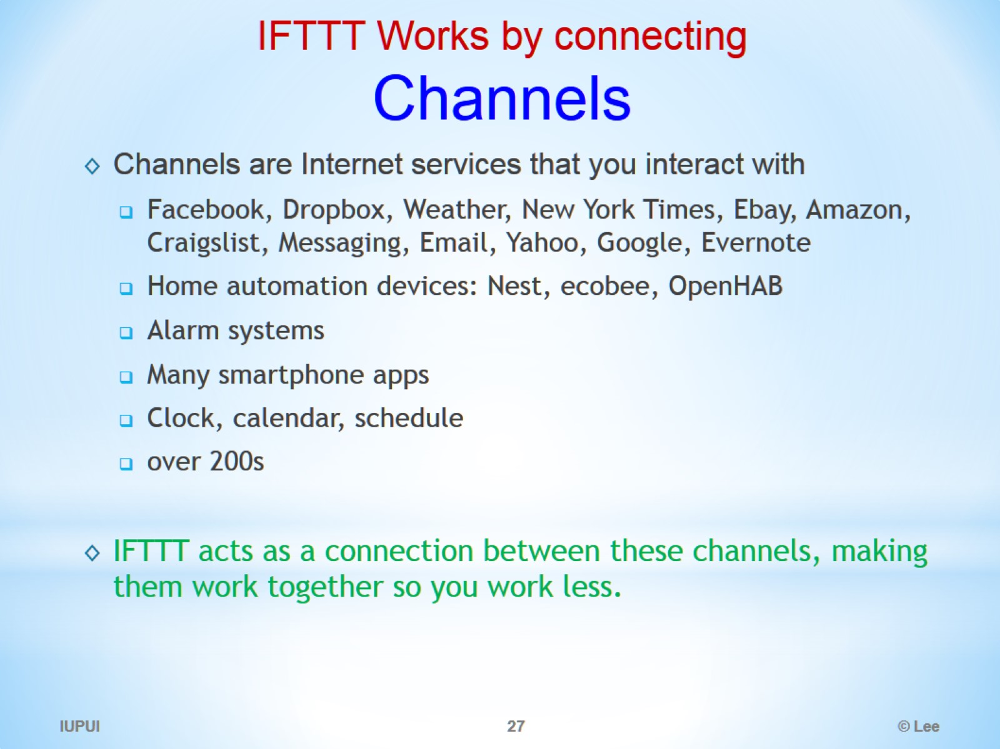 IFTTT Works by connecting
Channels
◇ Channels are Internet services that you interact with
❑ Facebook, Dropbox, Weather, New York Times, Ebay, Amazon,
Craigslist, Messaging, Email, Yahoo, Google, Evernote
❑ Home automation devices: Nest, ecobee, OpenHAB
❑ Alarm systems
❑ Many smartphone apps
❑ Clock, calendar, schedule
❑ over 200s
◇ IFTTT acts as a connection between these channels, making
them work together so you work less.
IUPUI 27 © Lee